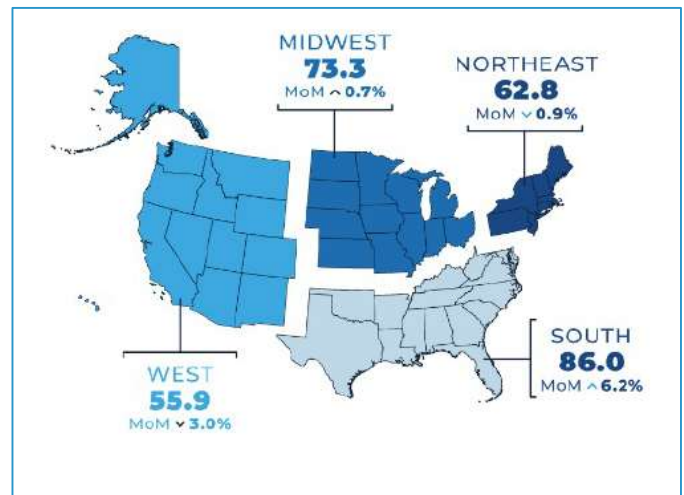 MIDWEST
73.3
MoM ^ 0.7%
NORTHEAST
62.8
MoM ˅ 0.9%
WEST
55.9
MoM ˅ 3.0%
SOUTH
86.0
MoM ^ 6.2%